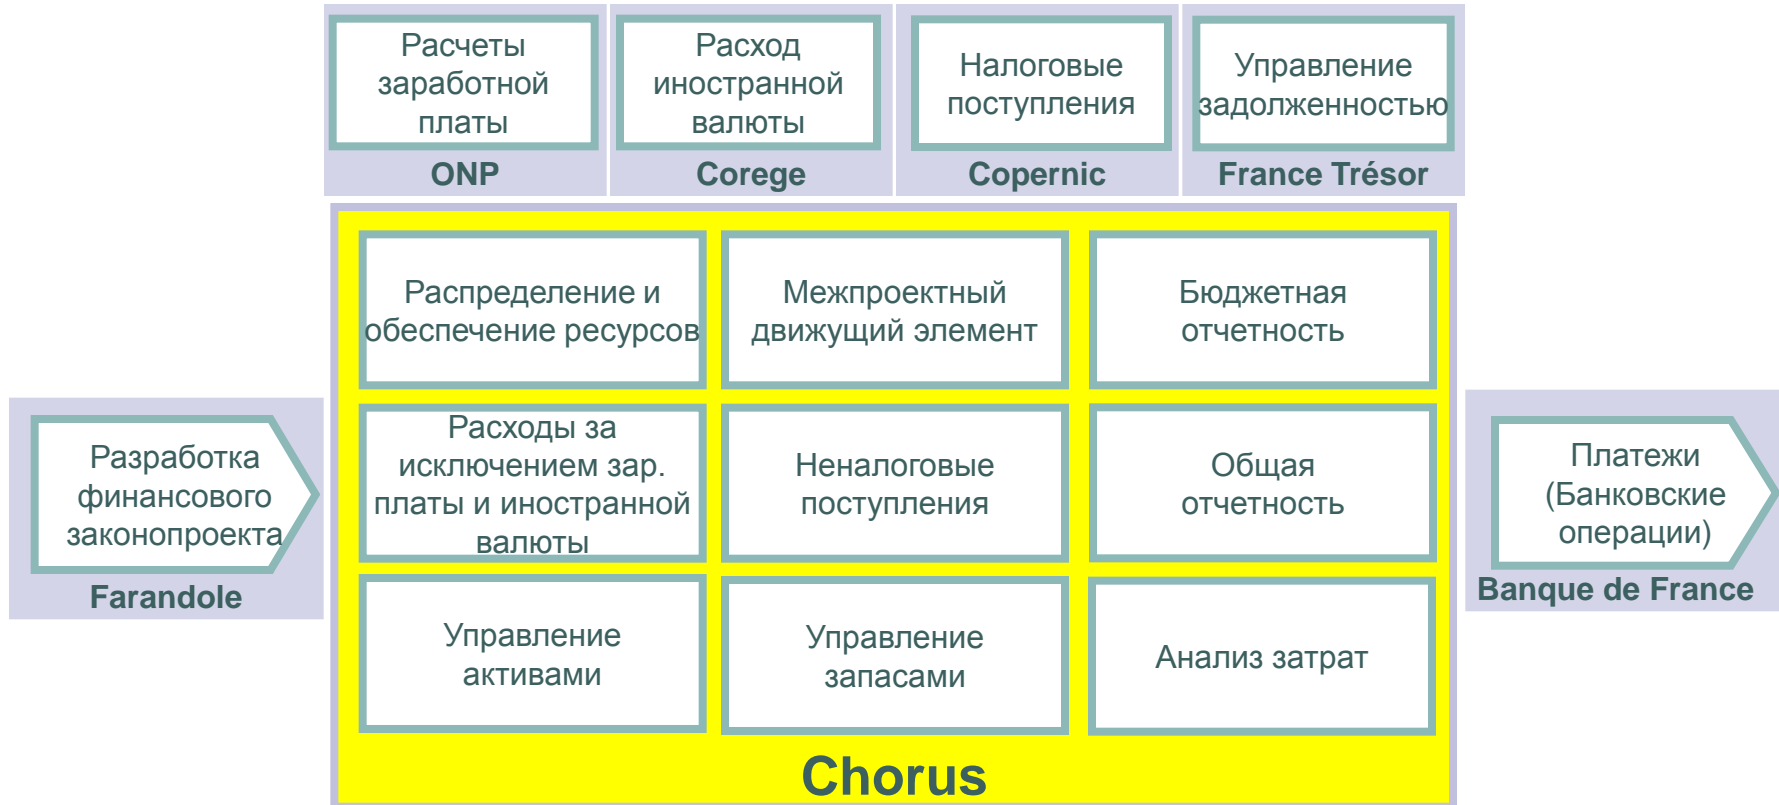 Расчеты
заработной
платы
ONP
Расход
иностранной
валюты
Corege
Налоговые
поступления
Copernic
Управление
задолженностью
France Trésor
Разработка
финансового
законопроекта
Farandole
Распределение и
обеспечение ресурсов
Межпроектный
движущий элемент
Бюджетная
отчетность
Расходы за
исключением зар.
платы и иностранной
валюты
Неналоговые
поступления
Общая
отчетность
Управление
активами
Управление
запасами
Анализ затрат
Chorus
Платежи
(Банковские
операции)
Banque de France